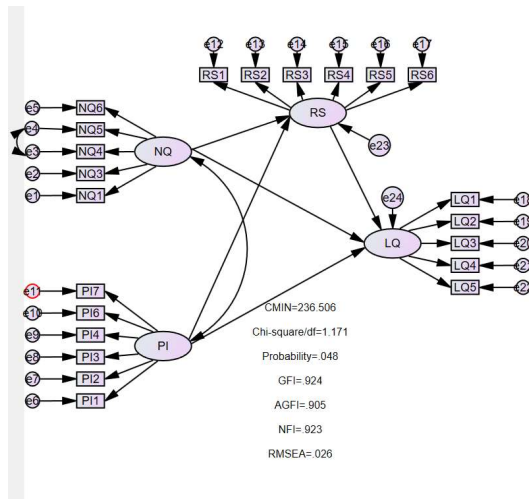 e12 e13 e14 e15 e16 e17
RS1 RS2 RS3 RS4 RS5 RS6
RS
e23
e5 NQ6
e4 NQ5
e3 NQ4
e2 NQ3
e1 NQ1
NQ
e24
LQ
LQ1
LQ2
LQ3
LQ4
LQ5
e11 PI7
e10 PI6
e9 PI4
e8 PI3
e7 PI2
e6 PI1
PI
CMIN=236.506
Chi-square/df=1.171
Probability=.048
GFI=.924
AGFI=.905
NFI=.923
RMSEA=.026